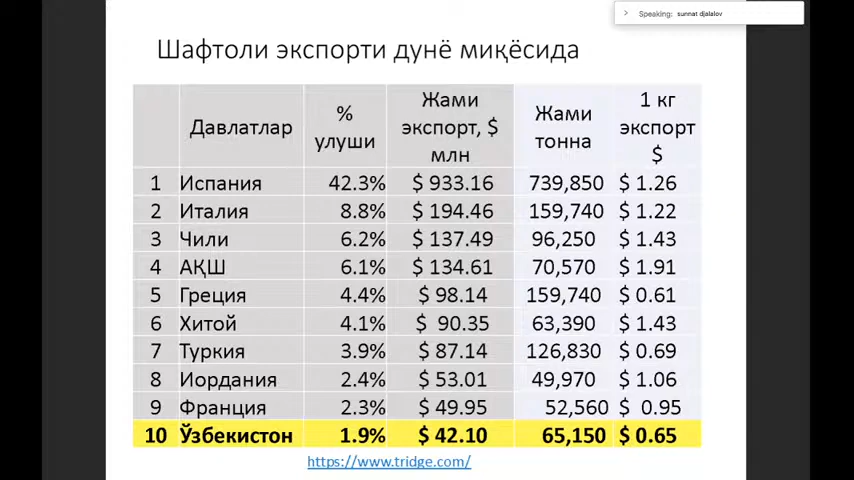 Speaking: sunnat djalalov
Шафтоли экспорти дунё миқёсида
Давлатлар % улуши Жами экспорт, $ млн Жами тонна 1 кг экспорт $
1 Испания 42.3% $ 933.16 739,850 $ 1.26
2 Италия 8.8% $ 194.46 159,740 $ 1.22
3 Чили 6.2% $ 137.49 96,250 $ 1.43
4 АҚШ 6.1% $ 134.61 70,570 $ 1.91
5 Греция 4.4% $ 98.14 159,740 $ 0.61
6 Хитой 4.1% $ 90.35 63,390 $ 1.43
7 Туркия 3.9% $ 87.14 126,830 $ 0.69
8 Иордания 2.4% $ 53.01 49,970 $ 1.06
9 Франция 2.3% $ 49.95 52,560 $ 0.95
10 Ўзбекистон 1.9% $ 42.10 65,150 $ 0.65
https://www.tridge.com/